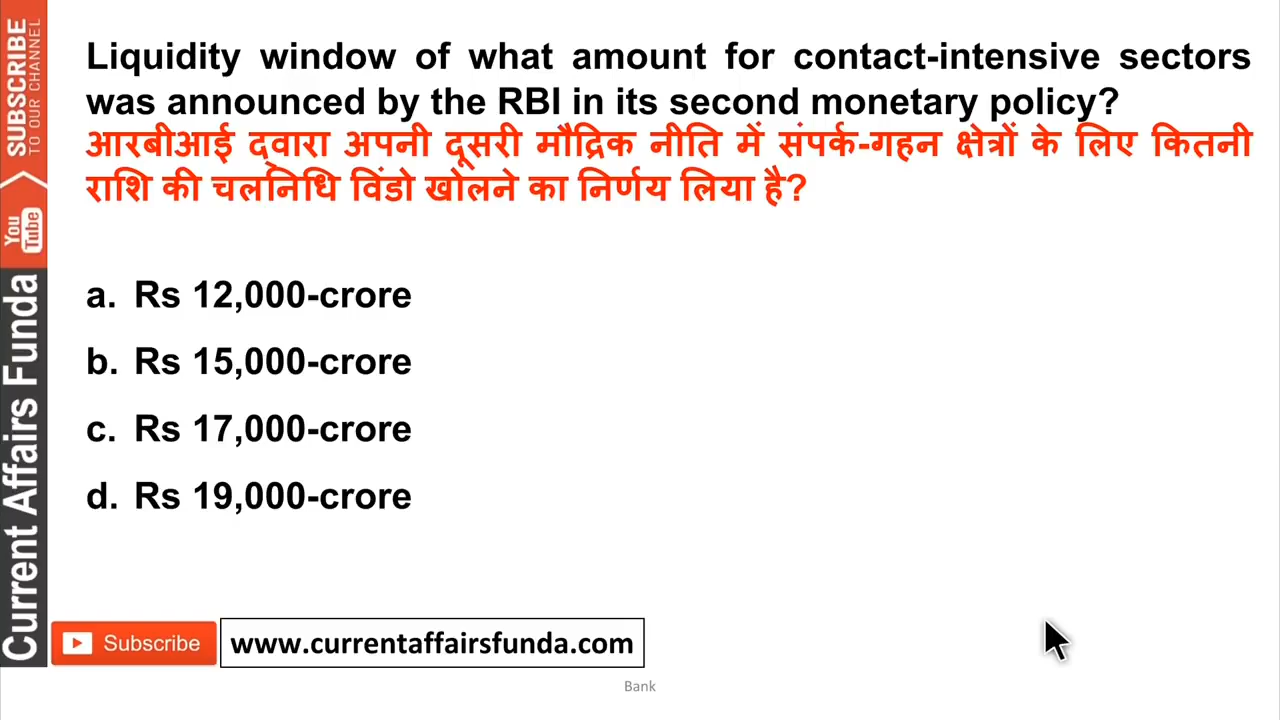 Liquidity window of what amount for contact-intensive sectors
was announced by the RBI in its second monetary policy?
आरबीआई द्वारा अपनी दूसरी मौद्रिक नीति में संपर्क-गहन क्षेत्रों के लिए कितनी
राशि की चलनिधि विंडो खोलने का निर्णय लिया है?
a. Rs 12,000-crore
b. Rs 15,000-crore
c. Rs 17,000-crore
d. Rs 19,000-crore
SUBSCRIBE
TO OUR CHANNEL
You
Tube
Current Affairs Funda
Subscribe
www.currentaffairsfunda.com
Bank